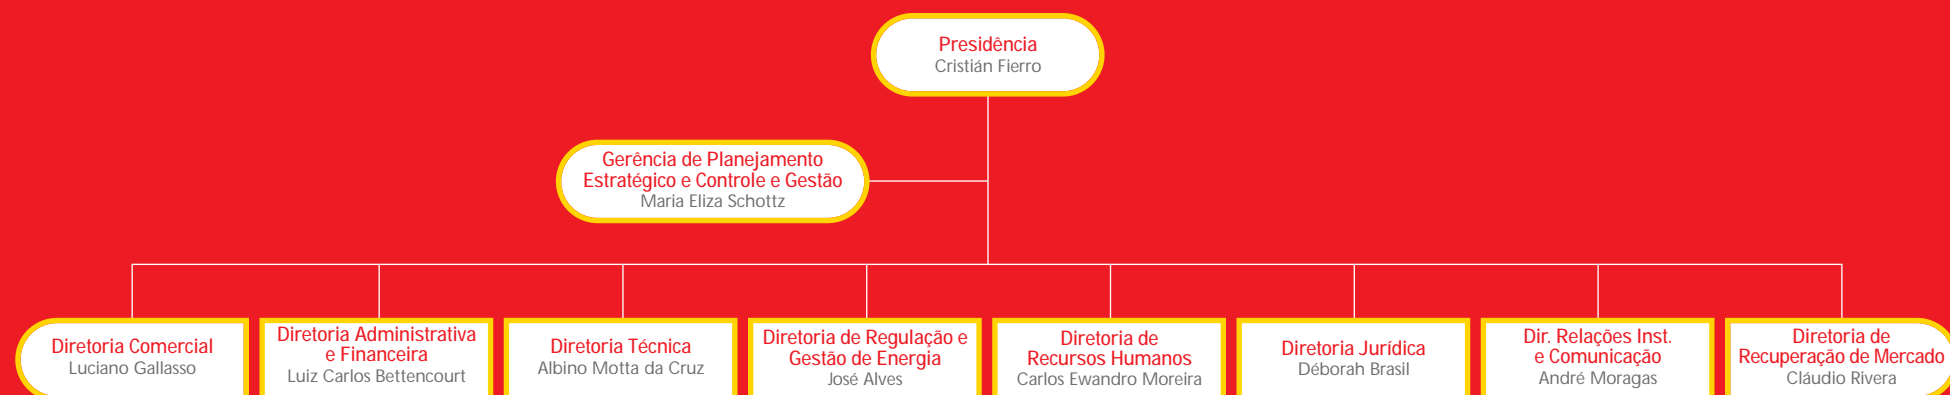 Presidência
Cristián Fierro
Gerência de Planejamento
Estratégico e Controle e Gestão
Maria Eliza Schottz
Diretoria Comercial
Luciano Gallasso
Diretoria Administrativa
e Financeira
Luiz Carlos Bettencourt
Diretoria Técnica
Albino Motta da Cruz
Diretoria de Regulação e
Gestão de Energia
José Alves
Diretoria de
Recursos Humanos
Carlos Ewandro Moreira
Diretoria Jurídica
Déborah Brasil
Dir. Relações Inst.
e Comunicação
André Moragas
Diretoria de
Recuperação de Mercado
Cláudio Rivera